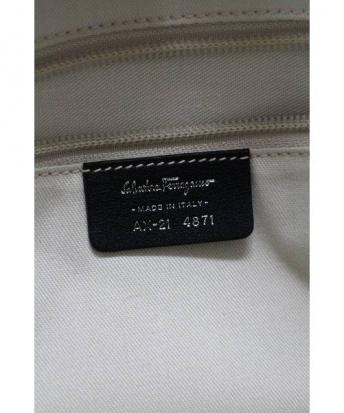 Salvatore Ferragamo
- MADE IN ITALY -
AX-21 4871